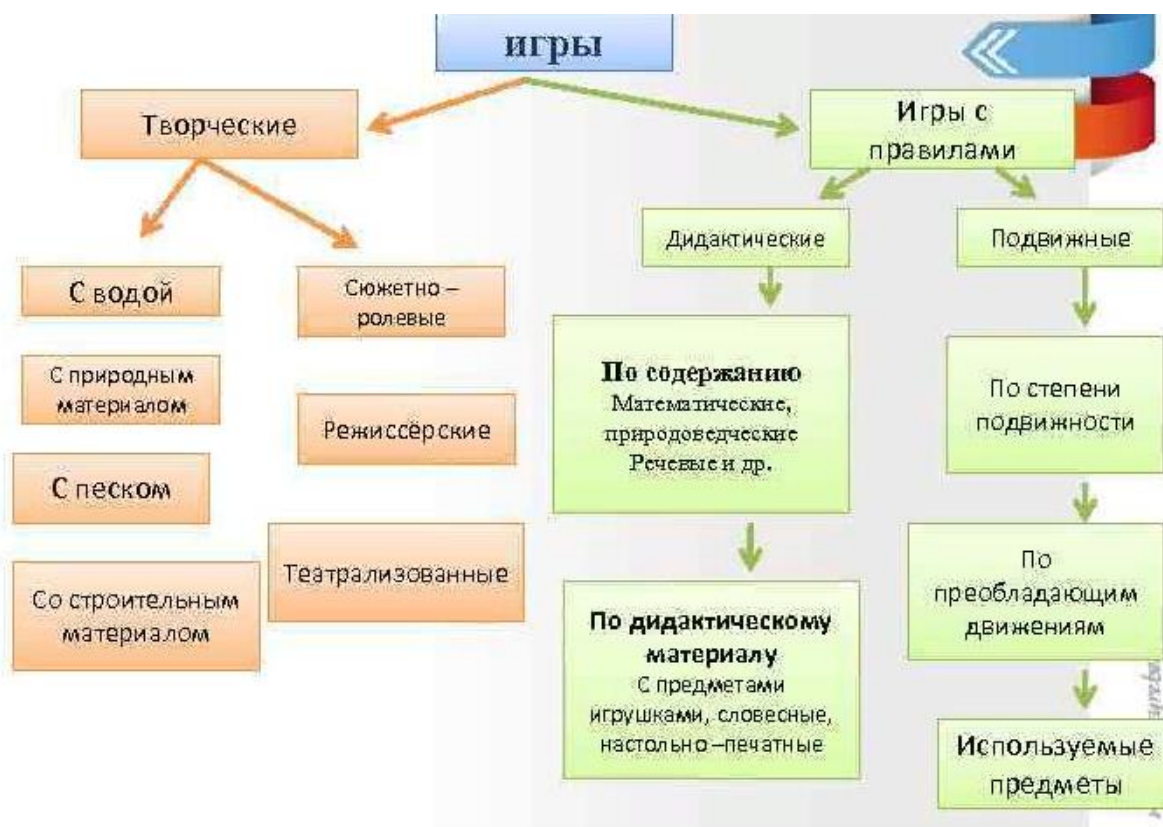 игры
Творческие
Игры с
правилами
С водой
С природным
материалом
С песком
Со строительным
материалом
Сюжетно –
ролевые
Режиссёрские
Театрализованные
Дидактические
По содержанию
Математические,
природоведческие
Речевые и др.
По дидактическому
материалу
С предметами
игрушками, словесные,
настольно –печатные
Подвижные
По степени
подвижности
По
преобладающим
движениям
Используемые
предметы